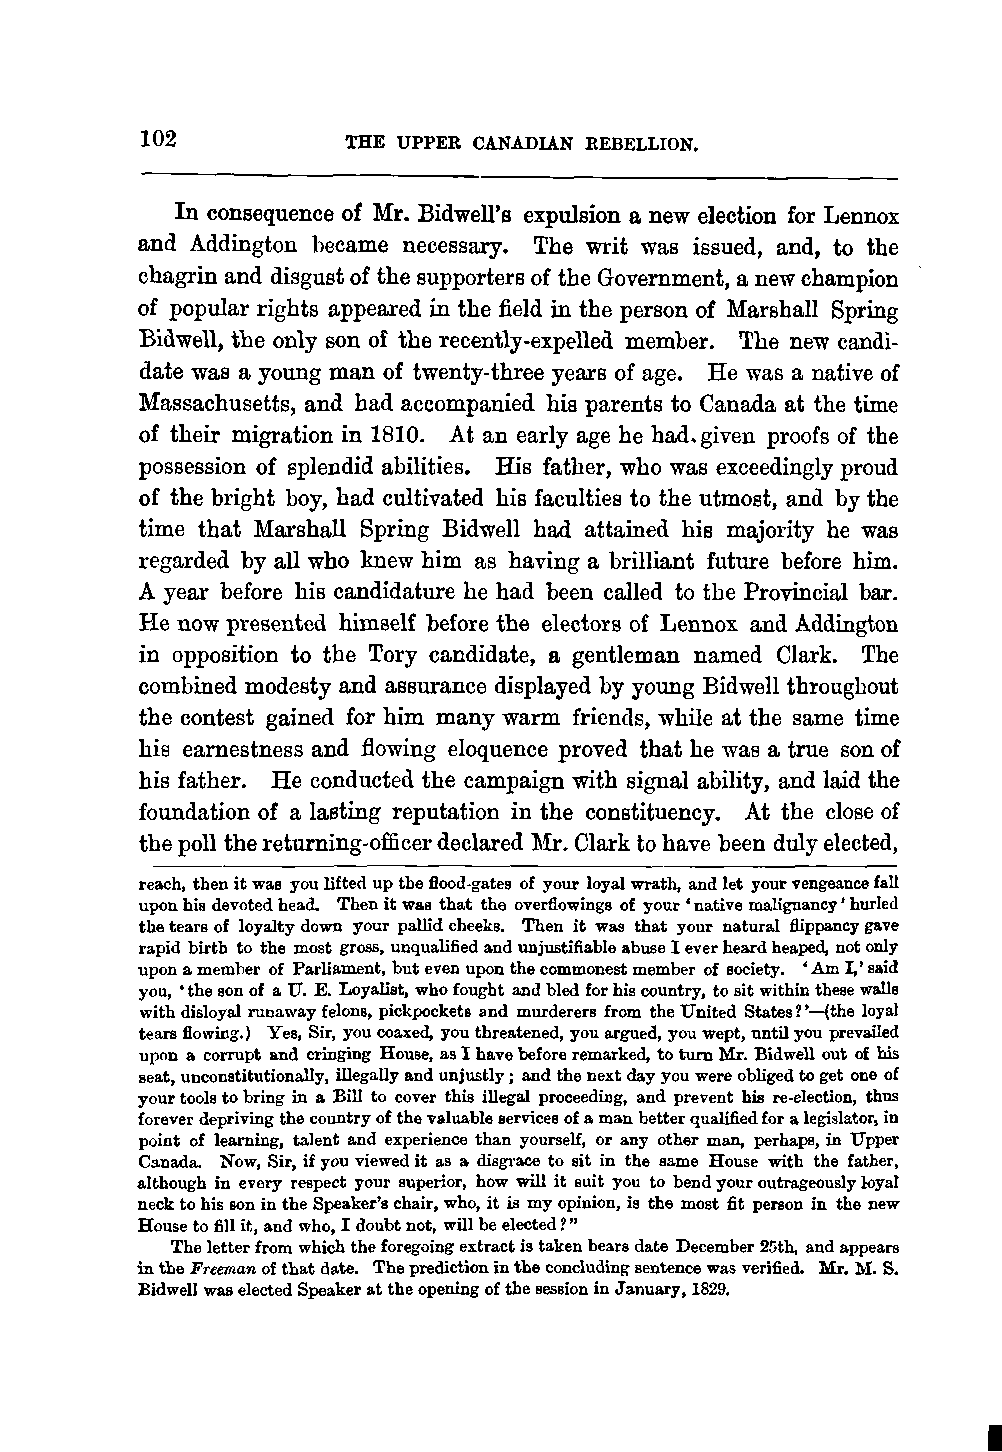 102 THE UPPER CANADIAN REBELLION.
In consequence of Mr. Bidwell's expulsion a new election for Lennox
and Addington became necessary. The writ was issued, and, to the
chagrin and disgust of the supporters of the Government, a new champion
of popular rights appeared in the field in the person of Marshall Spring
Bidwell, the only son of the recently-expelled member. The new candi-
date was a young man of twenty-three years of age. He was a native of
Massachusetts, and had accompanied his parents to Canada at the time
of their migration in 1810. At an early age he had given proofs of the
possession of splendid abilities. His father, who was exceedingly proud
of the bright boy, had cultivated his faculties to the utmost, and by the
time that Marshall Spring Bidwell had attained his majority he was
regarded by all who knew him as having a brilliant future before him.
A year before his candidature he had been called to the Provincial bar.
He now presented himself before the electors of Lennox and Addington
in opposition to the Tory candidate, a gentleman named Clark. The
combined modesty and assurance displayed by young Bidwell throughout
the contest gained for him many warm friends, while at the same time
his earnestness and flowing eloquence proved that he was a true son of
his father. He conducted the campaign with signal ability, and laid the
foundation of a lasting reputation in the constituency. At the close of
the poll the returning-officer declared Mr. Clark to have been duly elected,
reach, then it was you lifted up the flood-gates of your loyal wrath, and let your vengeance fall
upon his devoted head. Then it was that the overflowings of your 'native malignancy' hurled
the tears of loyalty down your pallid cheeks. Then it was that your natural flippancy gave
rapid birth to the most gross, unqualified and unjustifiable abuse I ever heard heaped, not only
upon a member of Parliament, but even upon the commonest member of society. 'Am I,' said
you, 'the son of a U. E. Loyalist, who fought and bled for his country, to sit within these walls
with disloyal runaway felons, pickpockets and murderers from the United States?'—(the loyal
tears flowing.) Yes, Sir, you coaxed, you threatened, you argued, you wept, until you prevailed
upon a corrupt and cringing House, as I have before remarked, to turn Mr. Bidwell out of his
seat, unconstitutionally, illegally and unjustly; and the next day you were obliged to get one of
your tools to bring in a Bill to cover this illegal proceeding, and prevent his re-election, thus
forever depriving the country of the valuable services of a man better qualified for a legislator, in
point of learning, talent and experience than yourself, or any other man, perhaps, in Upper
Canada. Now, Sir, if you viewed it as a disgrace to sit in the same House with the father,
although in every respect your superior, how will it suit you to bend your outrageously loyal
neck to his son in the Speaker's chair, who, it is my opinion, is the most fit person in the new
House to fill it, and who, I doubt not, will be elected?"
The letter from which the foregoing extract is taken bears date December 25th, and appears
in the Freeman of that date. The prediction in the concluding sentence was verified. Mr. M. S.
Bidwell was elected Speaker at the opening of the session in January, 1829.